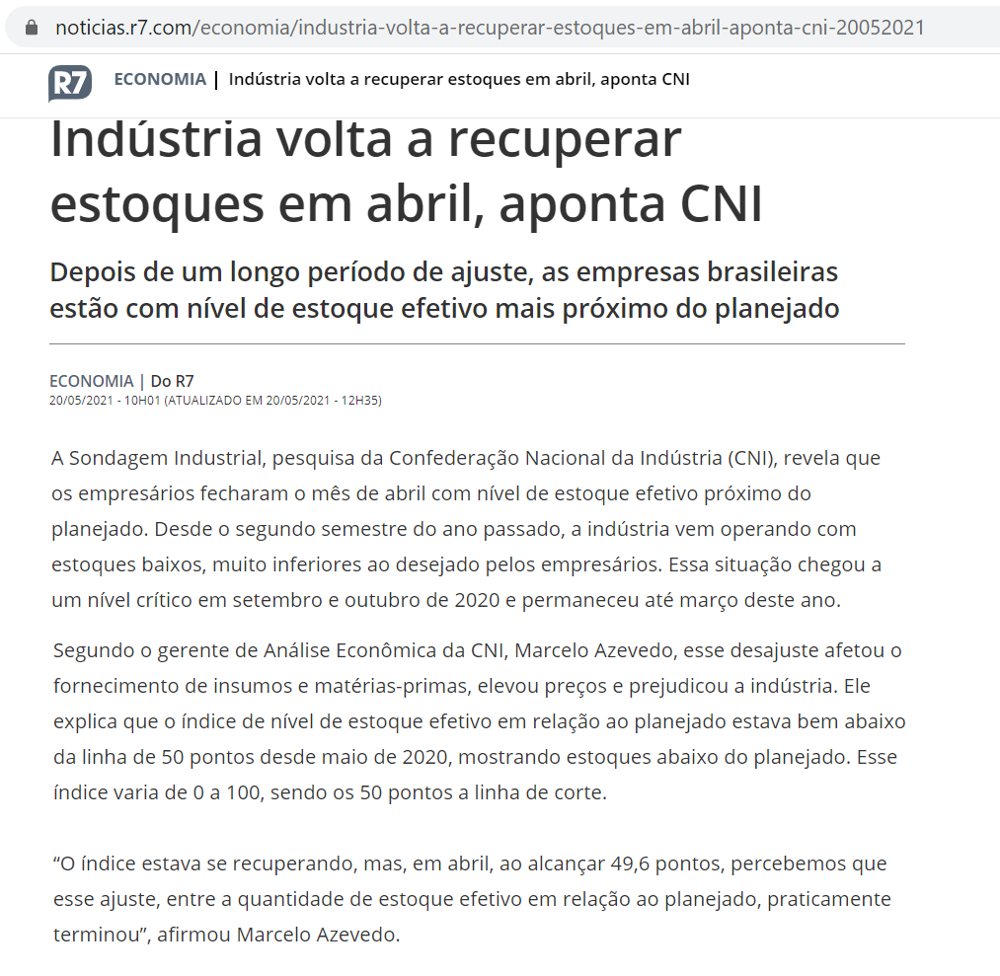 noticias.r7.com/economia/industria-volta-a-recuperar-estoques-em-abril-aponta-cni-20052021
R7 ECONOMIA | Indústria volta a recuperar estoques em abril, aponta CNI
Indústria volta a recuperar
estoques em abril, aponta CNI
Depois de um longo período de ajuste, as empresas brasileiras
estão com nível de estoque efetivo mais próximo do planejado
ECONOMIA | Do R7
20/05/2021 - 10H01 (ATUALIZADO EM 20/05/2021 - 12H35)
A Sondagem Industrial, pesquisa da Confederação Nacional da Indústria (CNI), revela que
os empresários fecharam o mês de abril com nível de estoque efetivo próximo do
planejado. Desde o segundo semestre do ano passado, a indústria vem operando com
estoques baixos, muito inferiores ao desejado pelos empresários. Essa situação chegou a
um nível crítico em setembro e outubro de 2020 e permaneceu até março deste ano.
Segundo o gerente de Análise Econômica da CNI, Marcelo Azevedo, esse desajuste afetou o
fornecimento de insumos e matérias-primas, elevou preços e prejudicou a indústria. Ele
explica que o índice de nível de estoque efetivo em relação ao planejado estava bem abaixo
da linha de 50 pontos desde maio de 2020, mostrando estoques abaixo do planejado. Esse
índice varia de 0 a 100, sendo os 50 pontos a linha de corte.
“O índice estava se recuperando, mas, em abril, ao alcançar 49,6 pontos, percebemos que
esse ajuste, entre a quantidade de estoque efetivo em relação ao planejado, praticamente
terminou”, afirmou Marcelo Azevedo.